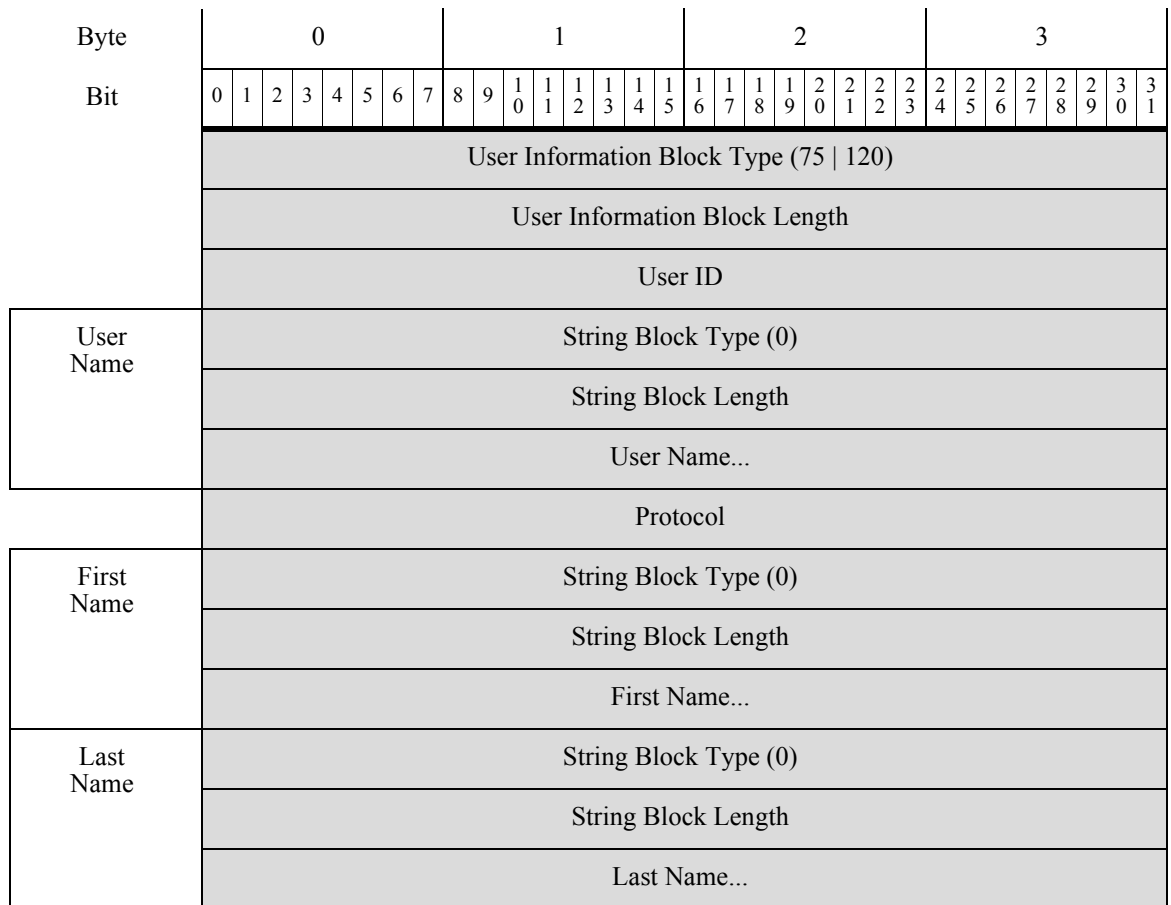 Byte 0 1 2 3
Bit 0 1 2 3 4 5 6 7 8 9 10 11 12 13 14 15 16 17 18 19 20 21 22 23 24 25 26 27 28 29 30 31
User Information Block Type (75 | 120)
User Information Block Length
User ID
User
Name
String Block Type (0)
String Block Length
User Name...
Protocol
First
Name
String Block Type (0)
String Block Length
First Name...
Last
Name
String Block Type (0)
String Block Length
Last Name...